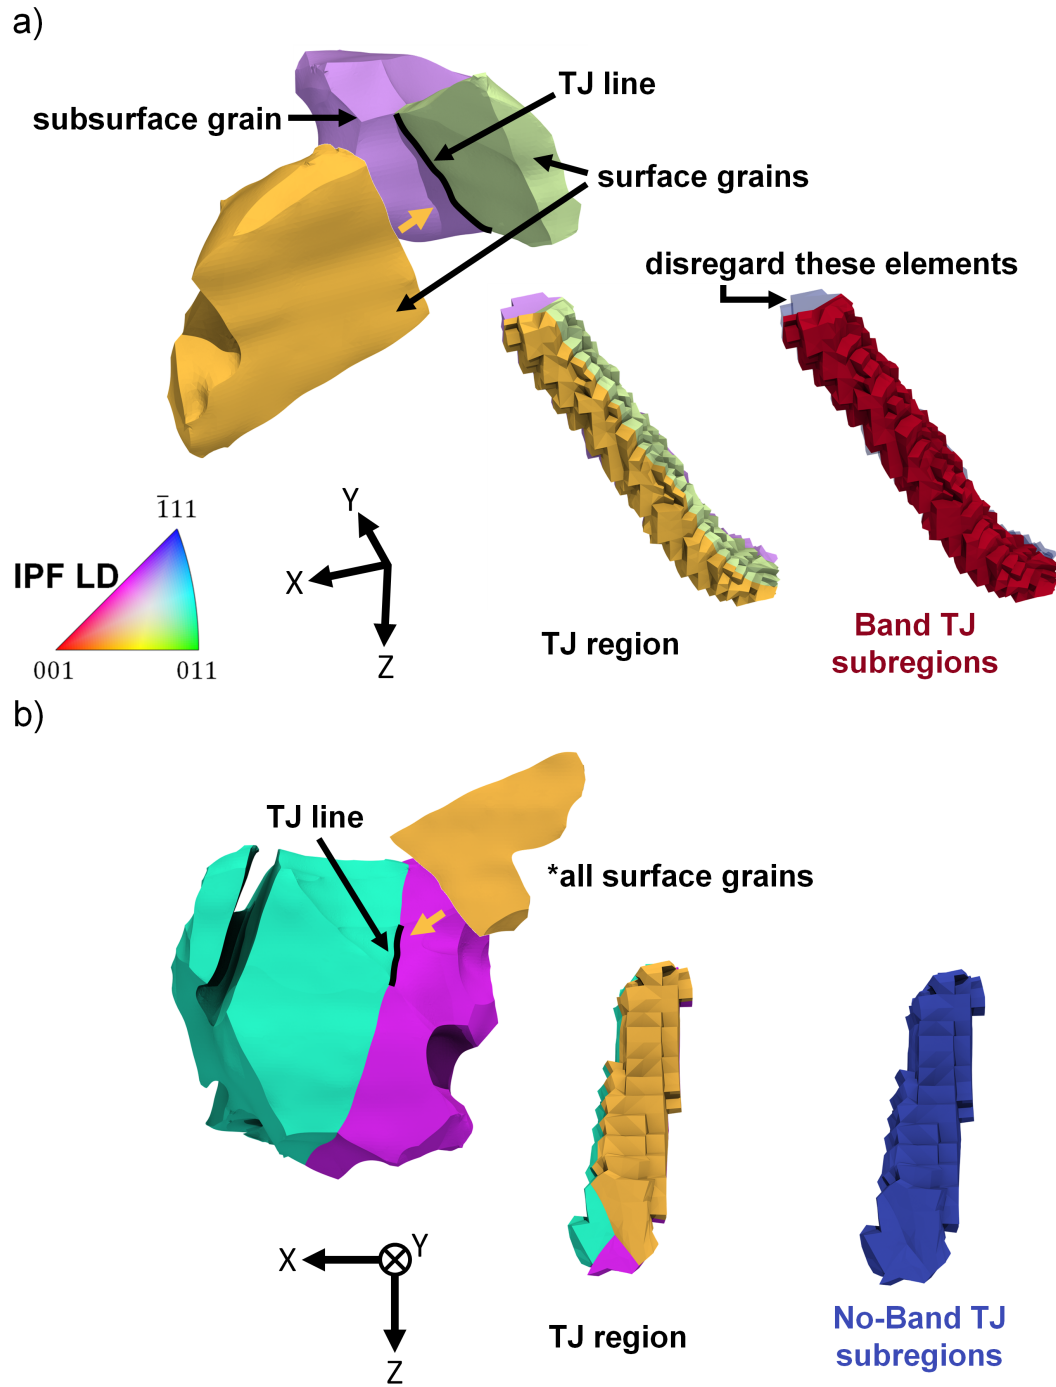 a)
TJ line
subsurface grain
surface grains
disregard these elements
Y
X
Z
1̅11
IPF LD
001
011
TJ region
Band TJ
subregions
b)
TJ line
*all surface grains
X
Y
Z
TJ region
No-Band TJ
subregions